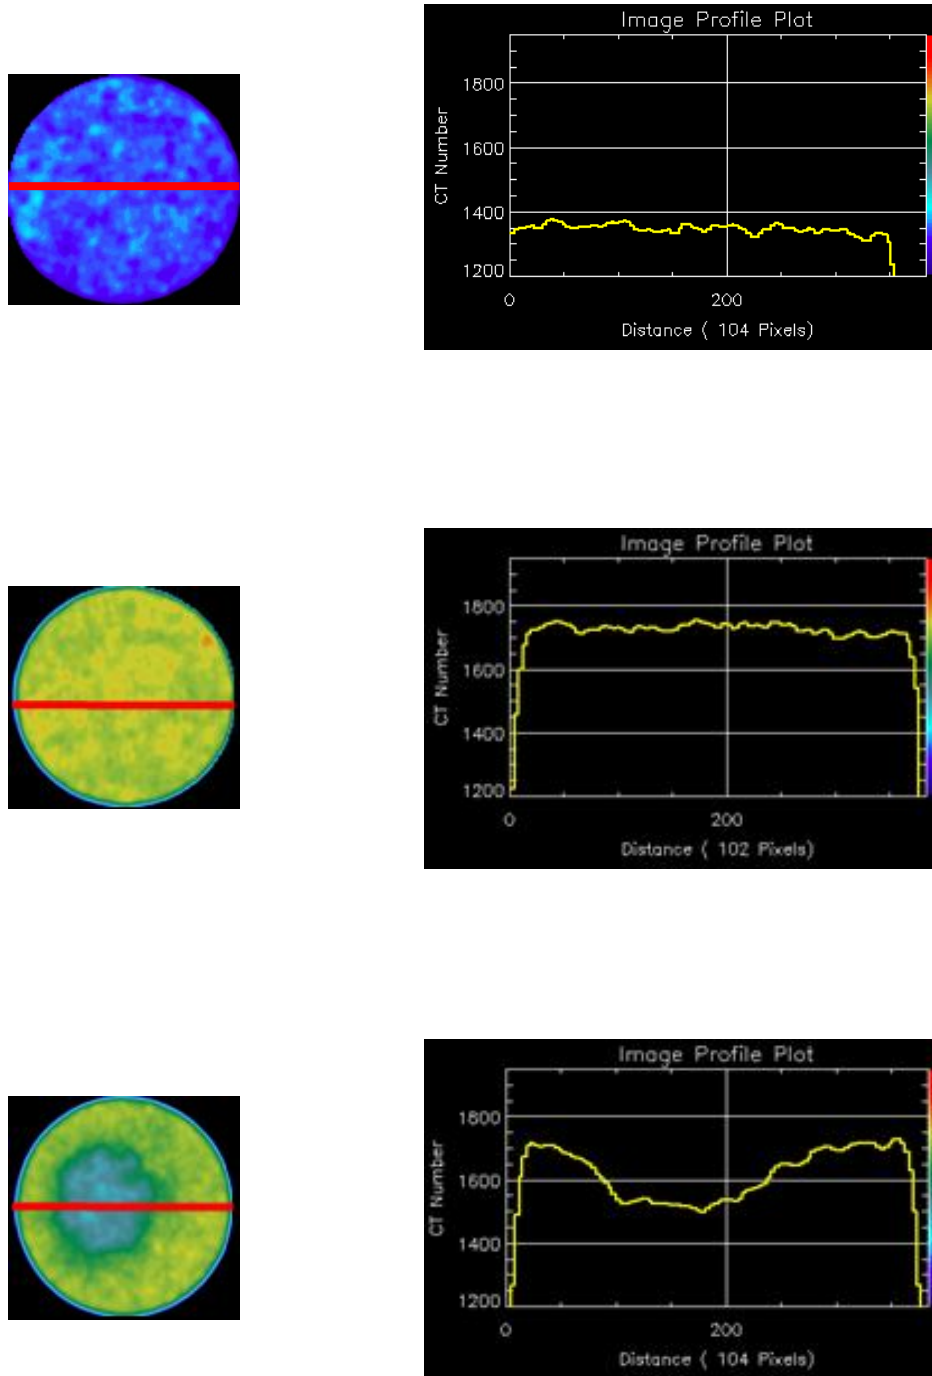 Image Profile Plot
1800
1600
1400
1200
CT Number
0 200
Distance ( 104 Pixels)
Image Profile Plot
1800
1600
1400
1200
CT Number
0 200
Distance ( 102 Pixels)
Image Profile Plot
1800
1600
1400
1200
CT Number
0 200
Distance ( 104 Pixels)